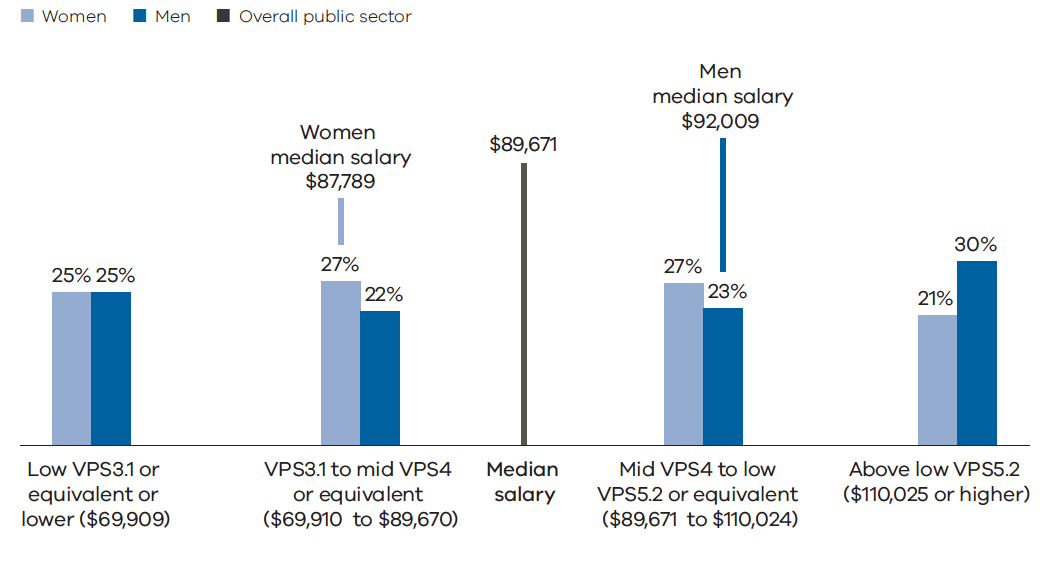 Women Men Overall public sector
Men
median salary
$92,009
Women
median salary
$87,789
$89,671
25% 25%
27%
22%
27%
23%
21%
30%
Low VPS3.1 or
equivalent or
lower ($69,909)
VPS3.1 to mid VPS4
or equivalent
($69,910 to $89,670)
Median
salary
Mid VPS4 to low
VPS5.2 or equivalent
($89,671 to $110,024)
Above low VPS5.2
($110,025 or higher)